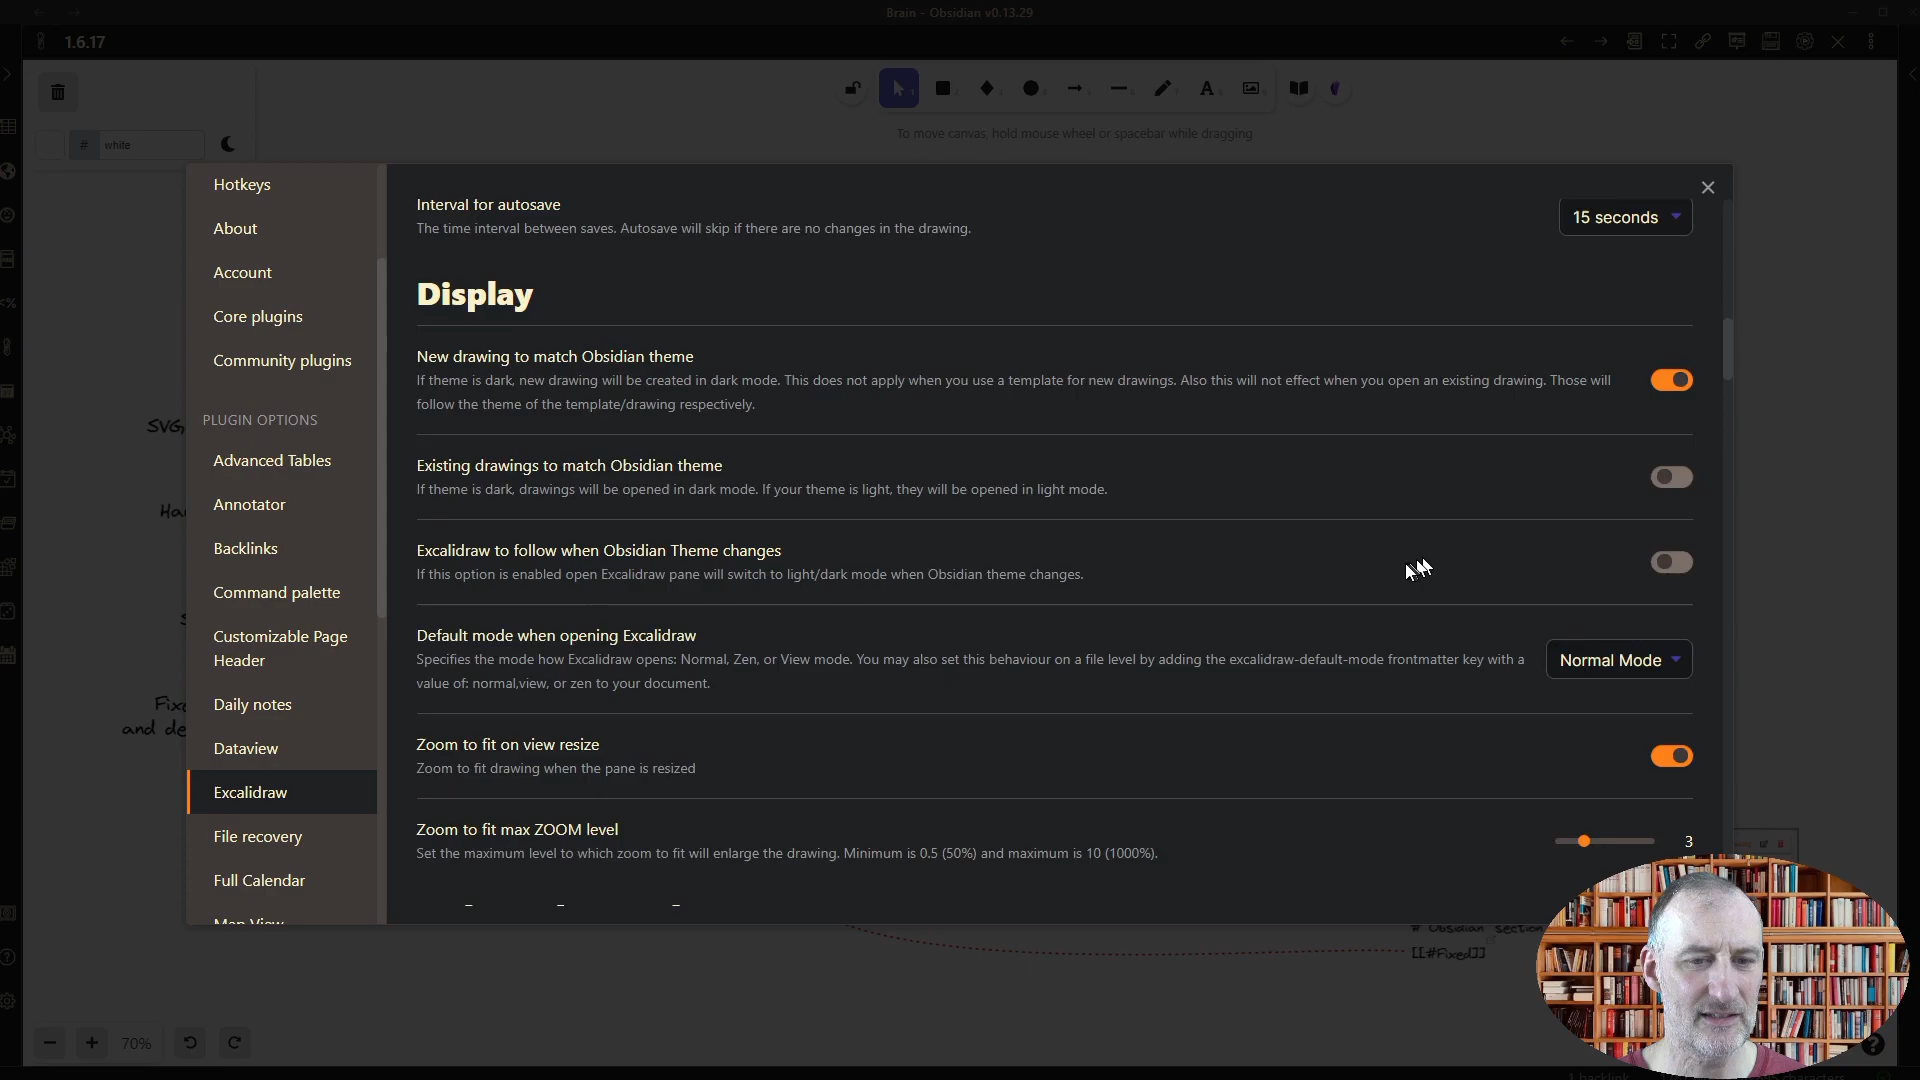 Brain - Obsidian v0.13.29
1.6.17
To move canvas, hold mouse wheel or spacebar while dragging
# white
Hotkeys
About
Account
Core plugins
Community plugins
PLUGIN OPTIONS
Advanced Tables
Annotator
Backlinks
Command palette
Customizable Page
Header
Daily notes
Dataview
Excalidraw
File recovery
Full Calendar
Map View
Interval for autosave
The time interval between saves. Autosave will skip if there are no changes in the drawing.
15 seconds
Display
New drawing to match Obsidian theme
If theme is dark, new drawing will be created in dark mode. This does not apply when you use a template for new drawings. Also this will not effect when you open an existing drawing. Those will
follow the theme of the template/drawing respectively.
Existing drawings to match Obsidian theme
If theme is dark, drawings will be opened in dark mode. If your theme is light, they will be opened in light mode.
Excalidraw to follow when Obsidian Theme changes
If this option is enabled open Excalidraw pane will switch to light/dark mode when Obsidian theme changes.
Default mode when opening Excalidraw
Specifies the mode how Excalidraw opens: Normal, Zen, or View mode. You may also set this behaviour on a file level by adding the excalidraw-default-mode frontmatter key with a
value of: normal,view, or zen to your document.
Normal Mode
Zoom to fit on view resize
Zoom to fit drawing when the pane is resized
Zoom to fit max ZOOM level
Set the maximum level to which zoom to fit will enlarge the drawing. Minimum is 0.5 (50%) and maximum is 10 (1000%).
3
SVG,
and de
# Obsidian section
[[#Fixed]]
70%
1 backlink
characters